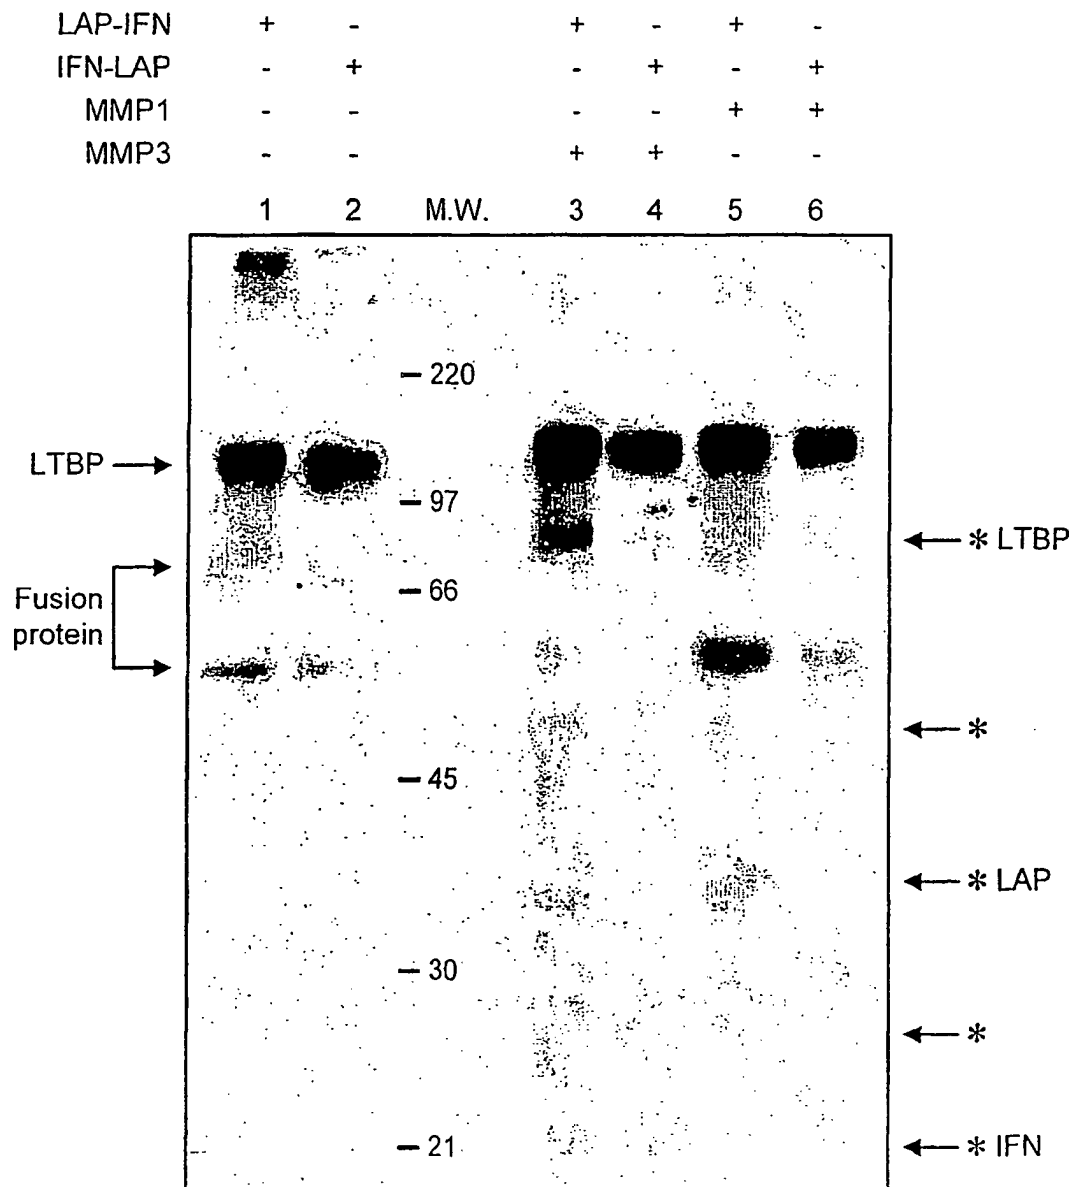 LAP-IFN + - + - + -
IFN-LAP - + - + - +
MMP1 - - - - + +
MMP3 - - + + - -
1 2 M.W. 3 4 5 6
220
LTBP
97
* LTBP
Fusion
protein
66
*
45
* LAP
30
*
21
* IFN